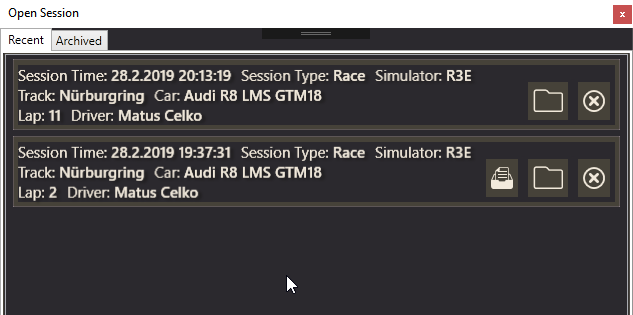 Open Session
x
Recent Archived
Session Time: 28.2.2019 20:13:19 Session Type: Race Simulator: R3E
Track: Nürburgring Car: Audi R8 LMS GTM18
Lap: 11 Driver: Matus Celko
Session Time: 28.2.2019 19:37:31 Session Type: Race Simulator: R3E
Track: Nürburgring Car: Audi R8 LMS GTM18
Lap: 2 Driver: Matus Celko